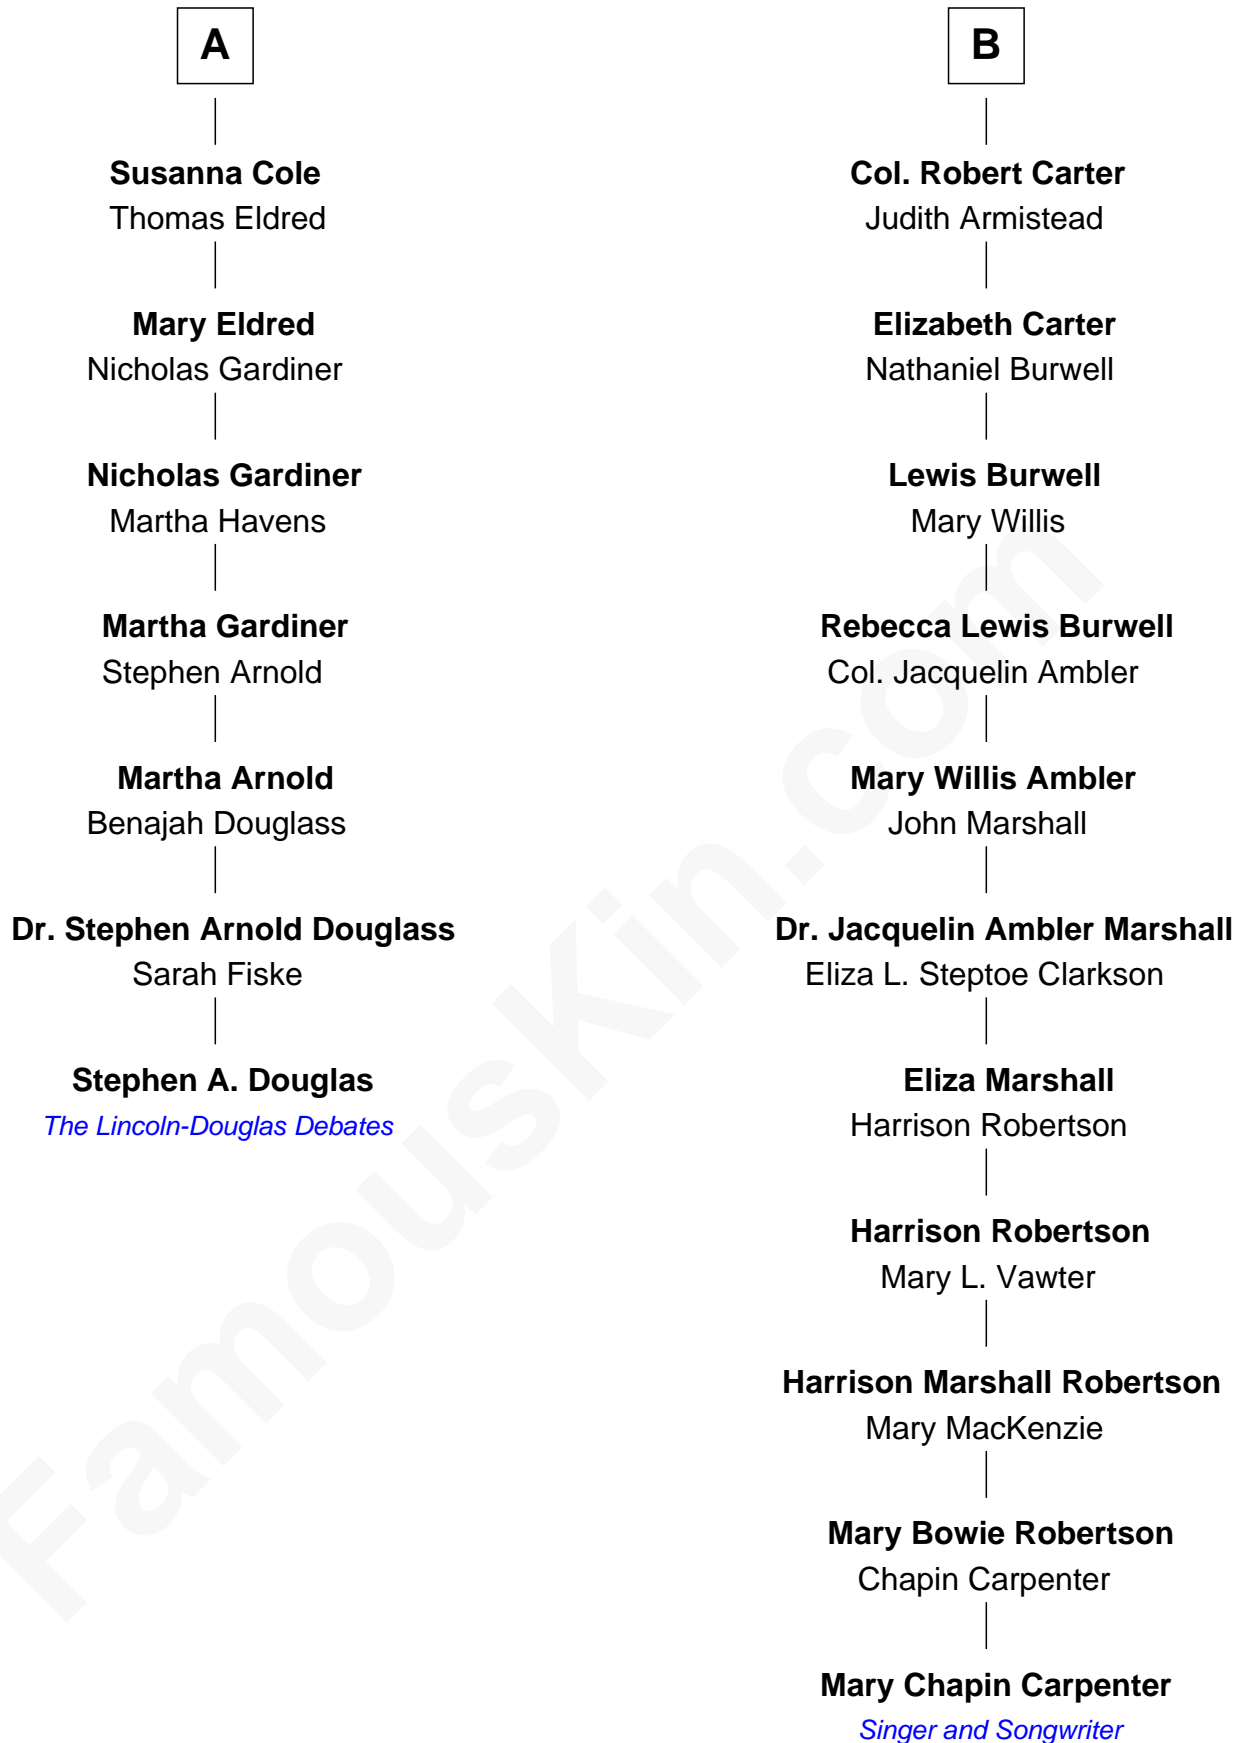 A
Susanna Cole
Thomas Eldred
Mary Eldred
Nicholas Gardiner
Nicholas Gardiner
Martha Havens
Martha Gardiner
Stephen Arnold
Martha Arnold
Benajah Douglass
Dr. Stephen Arnold Douglass
Sarah Fiske
Stephen A. Douglas
The Lincoln-Douglas Debates
B
Col. Robert Carter
Judith Armistead
Elizabeth Carter
Nathaniel Burwell
Lewis Burwell
Mary Willis
Rebecca Lewis Burwell
Col. Jacquelin Ambler
Mary Willis Ambler
John Marshall
Dr. Jacquelin Ambler Marshall
Eliza L. Steptoe Clarkson
Eliza Marshall
Harrison Robertson
Harrison Robertson
Mary L. Vawter
Harrison Marshall Robertson
Mary MacKenzie
Mary Bowie Robertson
Chapin Carpenter
Mary Chapin Carpenter
Singer and Songwriter
FamousKin.com